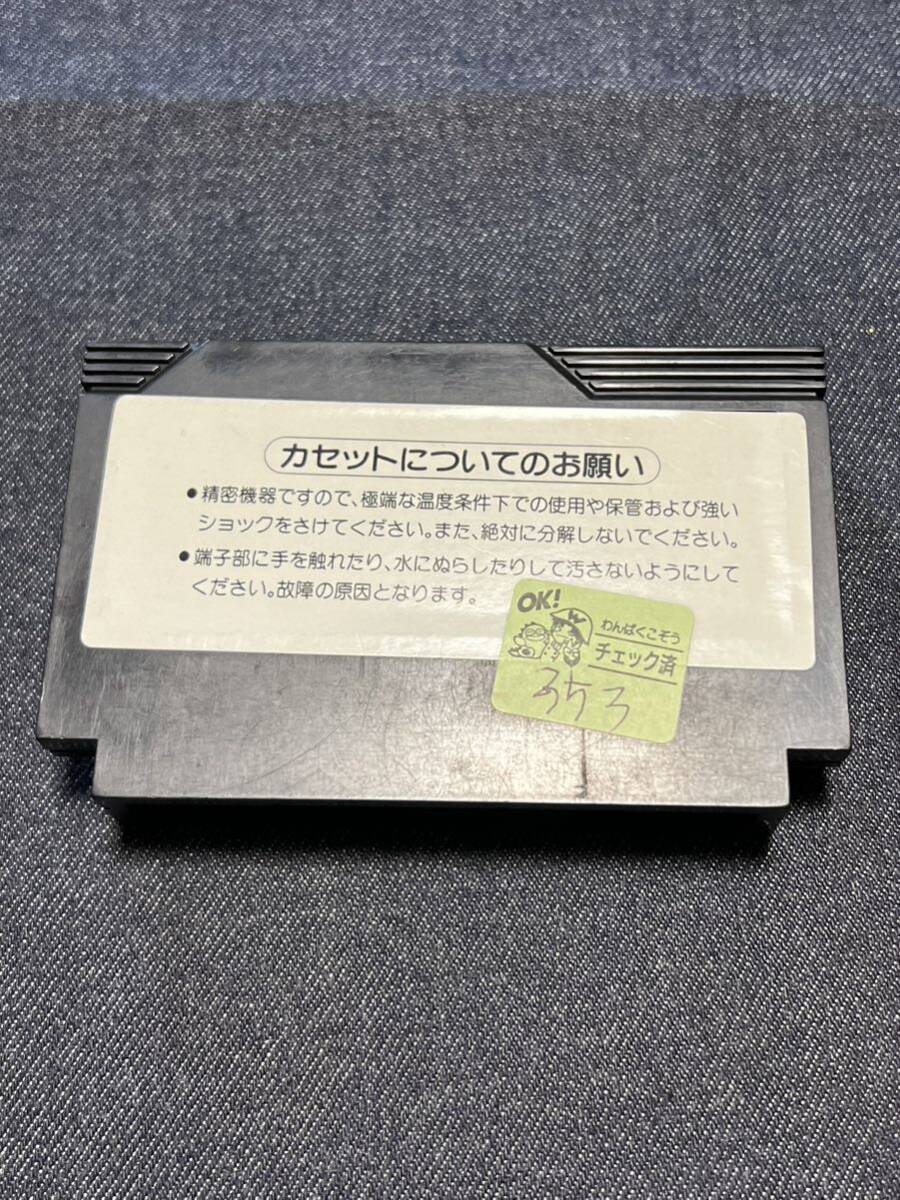 カセットについてのお願い
●精密機器ですので、極端な温度条件下での使用や保管および強い
ショックをさけてください。また、絶対に分解しないでください。
●端子部に手を触れたり、水にぬらしたりして汚さないようにして
ください。故障の原因となります。
OK!
W
わんぱくこぞう
チェック済
353